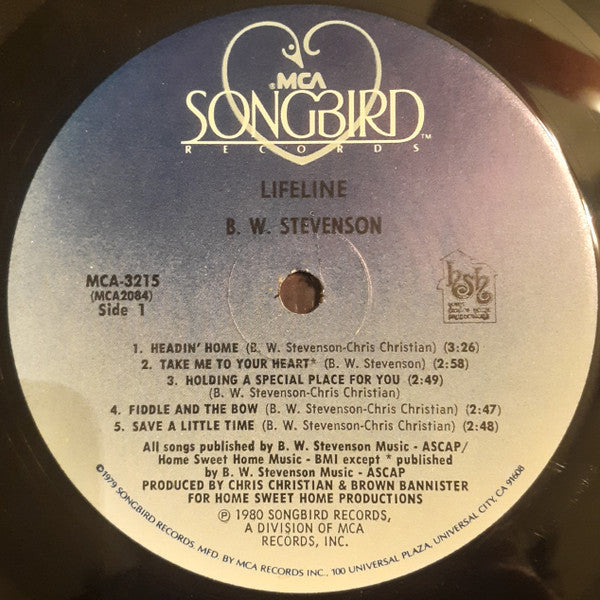 ®MCA
SONGBIRD™
RECORDS
LIFELINE
B. W. STEVENSON
MCA-3215
(MCA2084)
Side 1
hsh
1. HEADIN' HOME (B. W. Stevenson-Chris Christian) (3:26)
2. TAKE ME TO YOUR HEART* (B. W. Stevenson) (2:58)
3. HOLDING A SPECIAL PLACE FOR YOU (2:49)
(B. W. Stevenson-Chris Christian)
4. FIDDLE AND THE BOW (B. W. Stevenson-Chris Christian) (2:47)
5. SAVE A LITTLE TIME (B. W. Stevenson-Chris Christian) (2:48)
All songs published by B. W. Stevenson Music - ASCAP/
Home Sweet Home Music - BMI except * published
by B. W. Stevenson Music - ASCAP
PRODUCED BY CHRIS CHRISTIAN & BROWN BANNISTER
FOR HOME SWEET HOME PRODUCTIONS
℗ 1980 SONGBIRD RECORDS,
A DIVISION OF MCA
RECORDS, INC.
©1979 SONGBIRD RECORDS, MFD. BY MCA RECORDS INC., 100 UNIVERSAL PLAZA, UNIVERSAL CITY, CA 91608